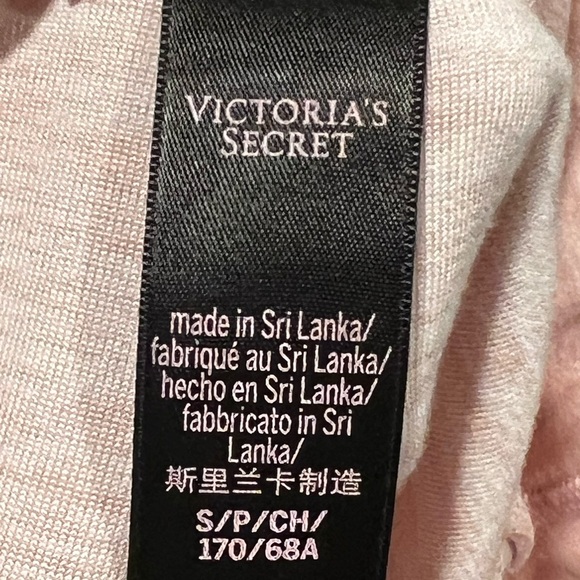 VICTORIA'S
SECRET
made in Sri Lanka/
fabriqué au Sri Lanka/
hecho en Sri Lanka/
fabbricato in Sri
Lanka/
斯里兰卡制造
S/P/CH/
170/68A